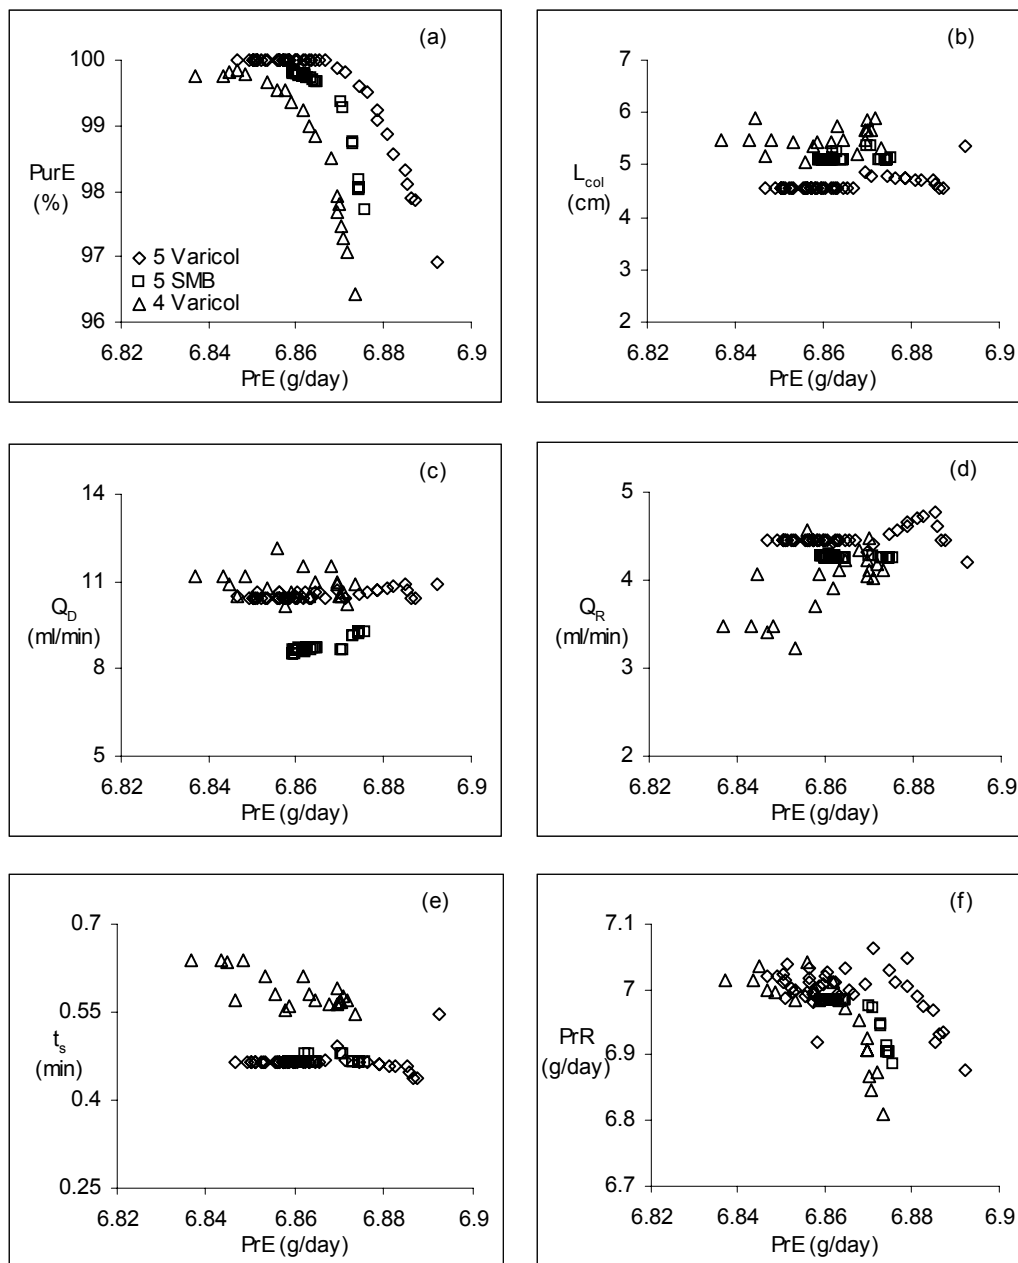 (a)
100
99
98
97
96
PurE
(%)
5 Varicol
5 SMB
4 Varicol
6.82 6.84 6.86 6.88 6.9
PrE (g/day)
(b)
7
6
5
4
3
2
L_col
(cm)
6.82 6.84 6.86 6.88 6.9
PrE (g/day)
(c)
14
11
8
5
Q_D
(ml/min)
6.82 6.84 6.86 6.88 6.9
PrE (g/day)
(d)
5
4
3
2
Q_R
(ml/min)
6.82 6.84 6.86 6.88 6.9
PrE (g/day)
(e)
0.7
0.55
0.4
0.25
t_s
(min)
6.82 6.84 6.86 6.88 6.9
PrE (g/day)
(f)
7.1
7
6.9
6.8
6.7
PrR
(g/day)
6.82 6.84 6.86 6.88 6.9
PrE (g/day)